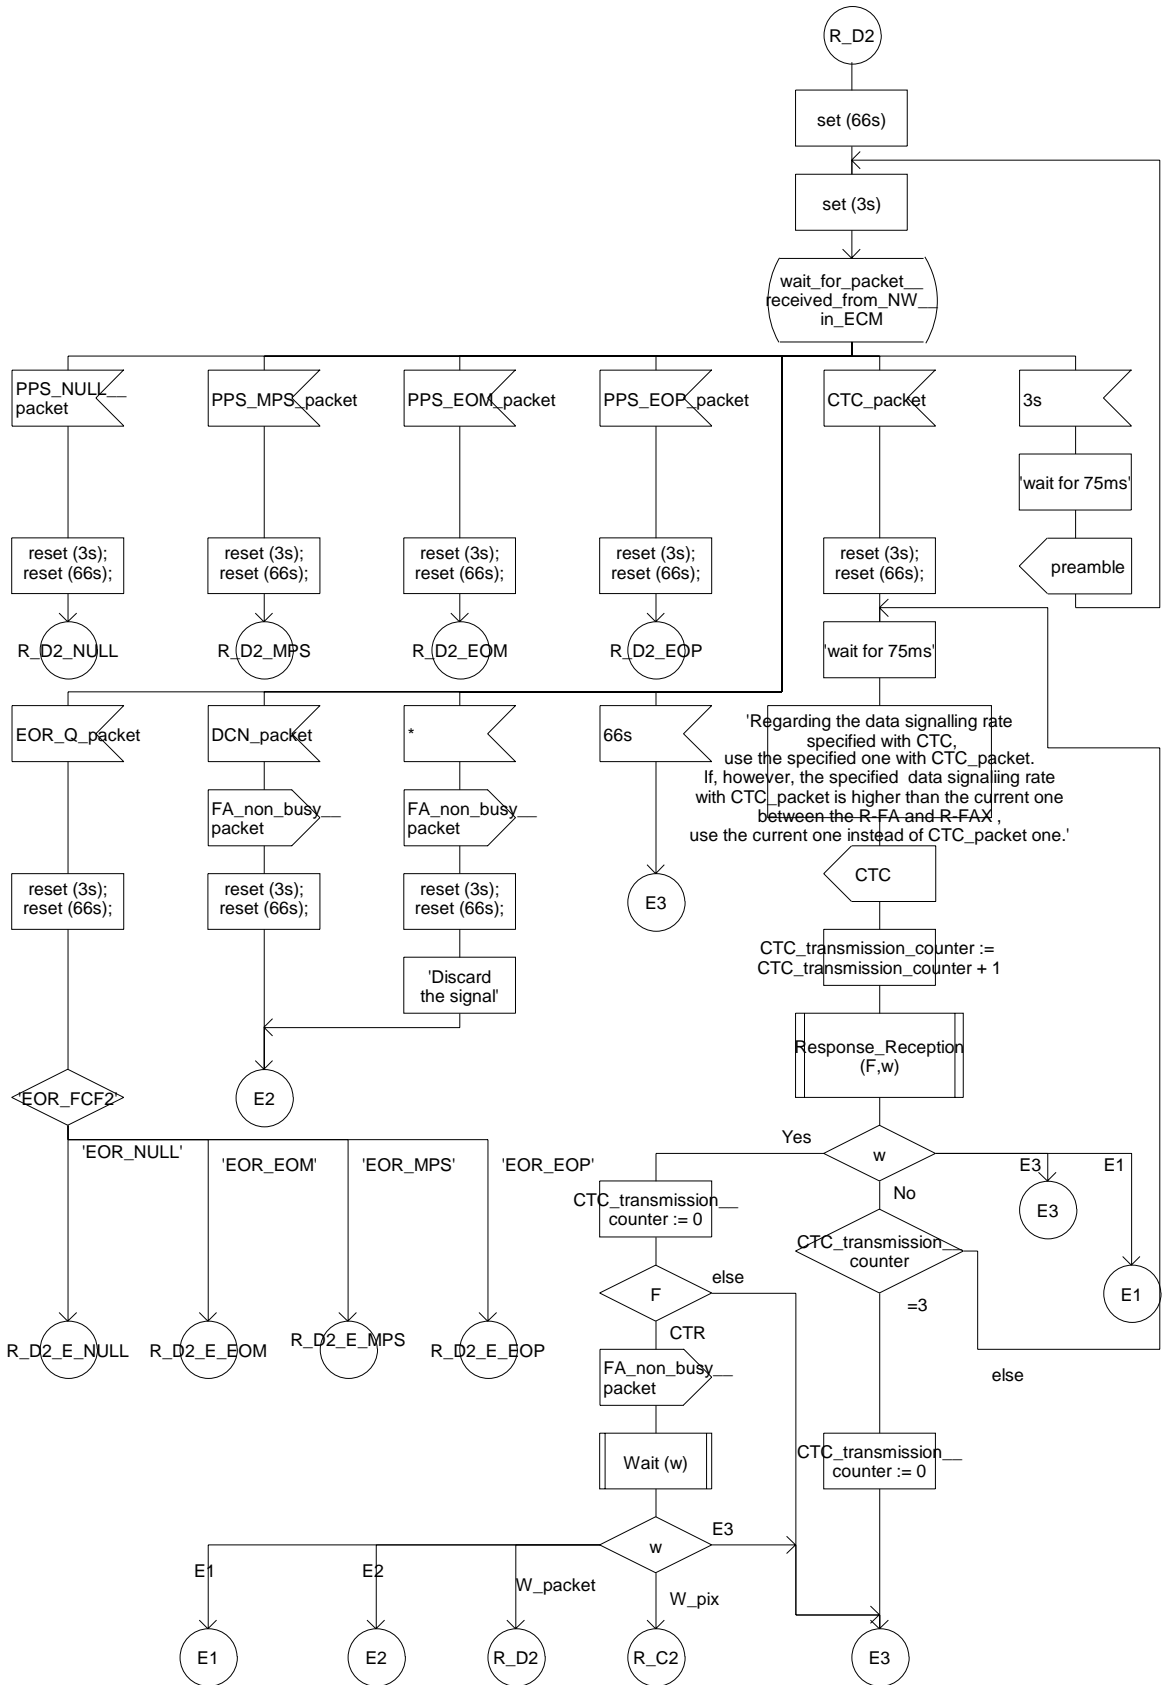 R_D2
set (66s)
set (3s)
wait_for_packet__
received_from_NW__
in_ECM
PPS_NULL__
packet
PPS_MPS_packet
PPS_EOM_packet
PPS_EOP_packet
CTC_packet
3s
'wait for 75ms'
reset (3s);
reset (66s);
reset (3s);
reset (66s);
reset (3s);
reset (66s);
reset (3s);
reset (66s);
reset (3s);
reset (66s);
preamble
R_D2_NULL
R_D2_MPS
R_D2_EOM
R_D2_EOP
'wait for 75ms'
EOR_Q_packet
DCN_packet
*
66s
'Regarding the data signalling rate
specified with CTC,
use the specified one with CTC_packet.
If, however, the specified  data signaliing rate
with CTC_packet is higher than the current one
between the R-FA and R-FAX ,
use the current one instead of CTC_packet one.'
FA_non_busy__
packet
FA_non_busy__
packet
reset (3s);
reset (66s);
reset (3s);
reset (66s);
reset (3s);
reset (66s);
E3
CTC
CTC_transmission_counter :=
CTC_transmission_counter + 1
'Discard
the signal'
Response_Reception
(F,w)
'EOR_FCF2'
E2
'EOR_NULL'
'EOR_EOM'
'EOR_MPS'
'EOR_EOP'
Yes
w
E3
E1
No
CTC_transmission__
counter := 0
E3
CTC_transmission__
counter
F
else
=3
E1
CTR
R_D2_E_NULL
R_D2_E_EOM
R_D2_E_MPS
R_D2_E_EOP
FA_non_busy__
packet
else
Wait (w)
CTC_transmission__
counter := 0
w
E3
E1
E2
W_packet
W_pix
E1
E2
R_D2
R_C2
E3